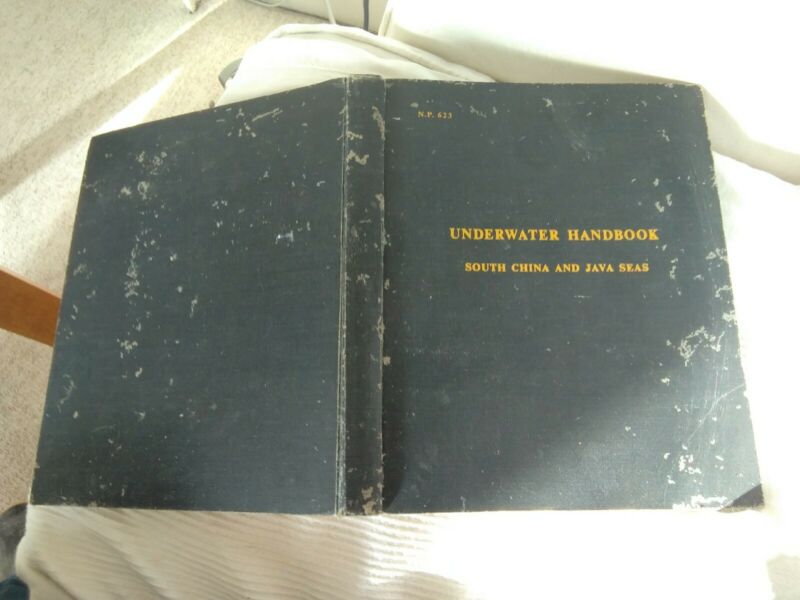 N.P. 623
UNDERWATER HANDBOOK
SOUTH CHINA AND JAVA SEAS